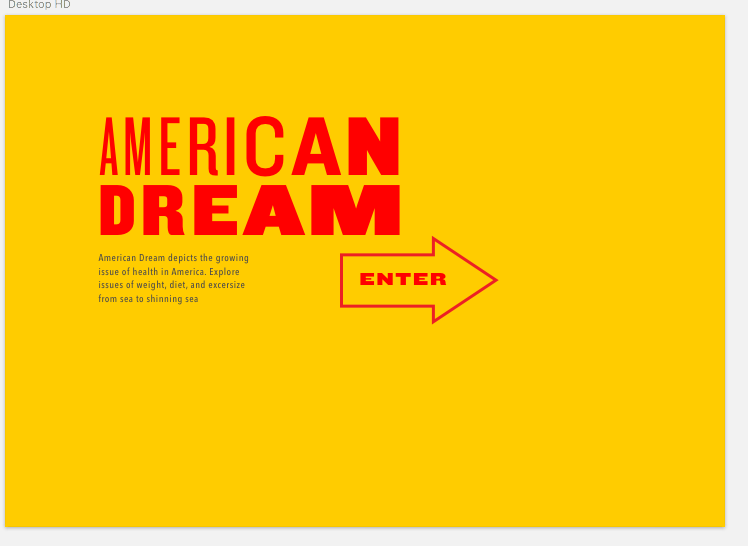 Desktop HD
AMERICAN
DREAM
American Dream depicts the growing
issue of health in America. Explore
issues of weight, diet, and excersize
from sea to shinning sea
ENTER